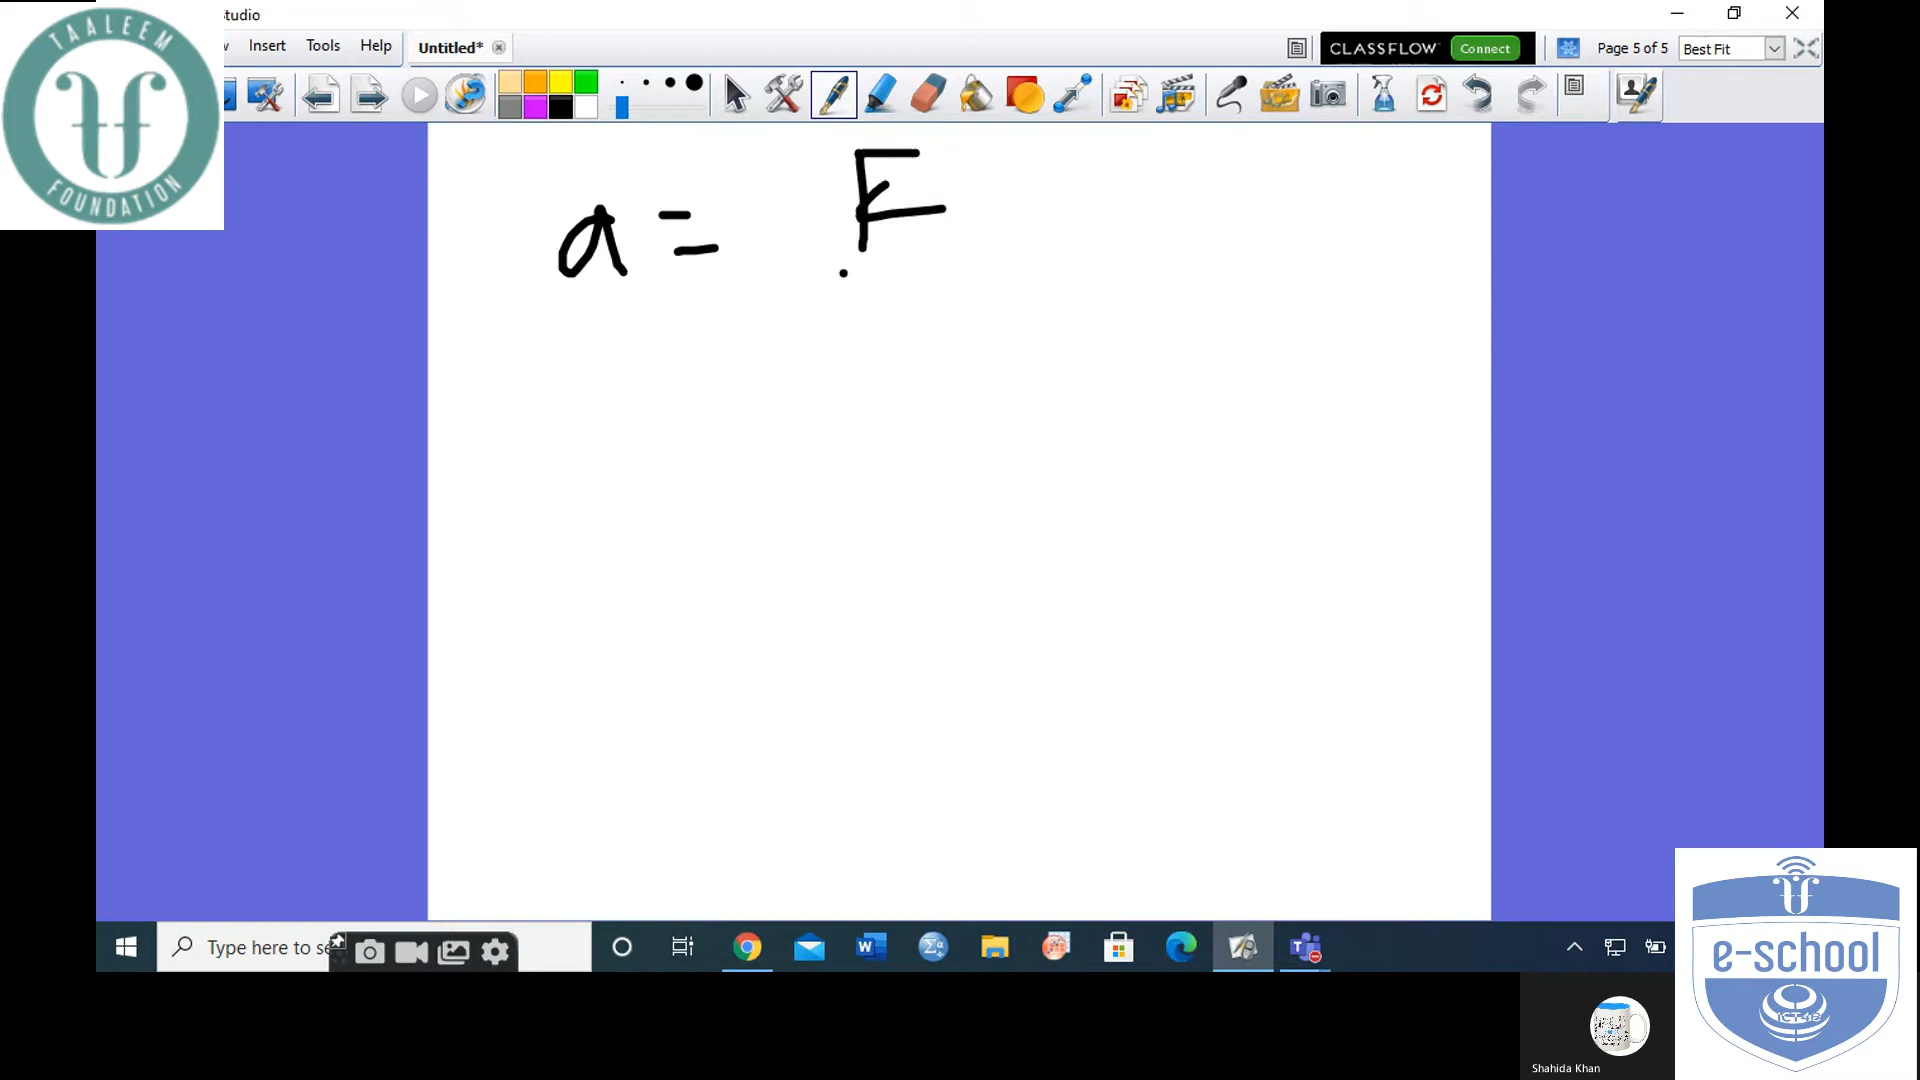 TAALEEM
FOUNDATION
tudio
Insert Tools Help Untitled*
CLASSFLOW Connect Page 5 of 5 Best Fit
a = F
Type here to se
e-school
ICT4E
Shahida Khan